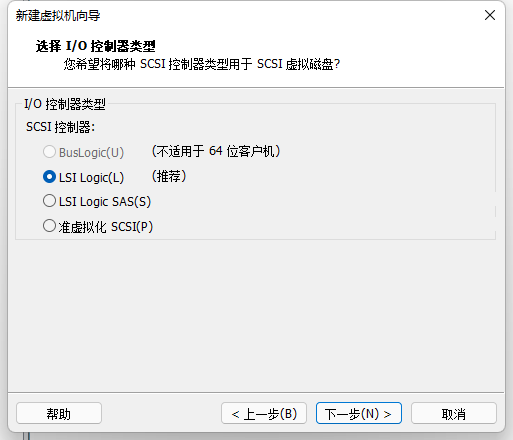 新建虚拟机向导
选择 I/O 控制器类型
您希望将哪种 SCSI 控制器类型用于 SCSI 虚拟磁盘?
I/O 控制器类型
SCSI 控制器:
BusLogic(U) (不适用于 64 位客户机)
LSI Logic(L) (推荐)
LSI Logic SAS(S)
准虚拟化 SCSI(P)
帮助 < 上一步(B) 下一步(N) > 取消